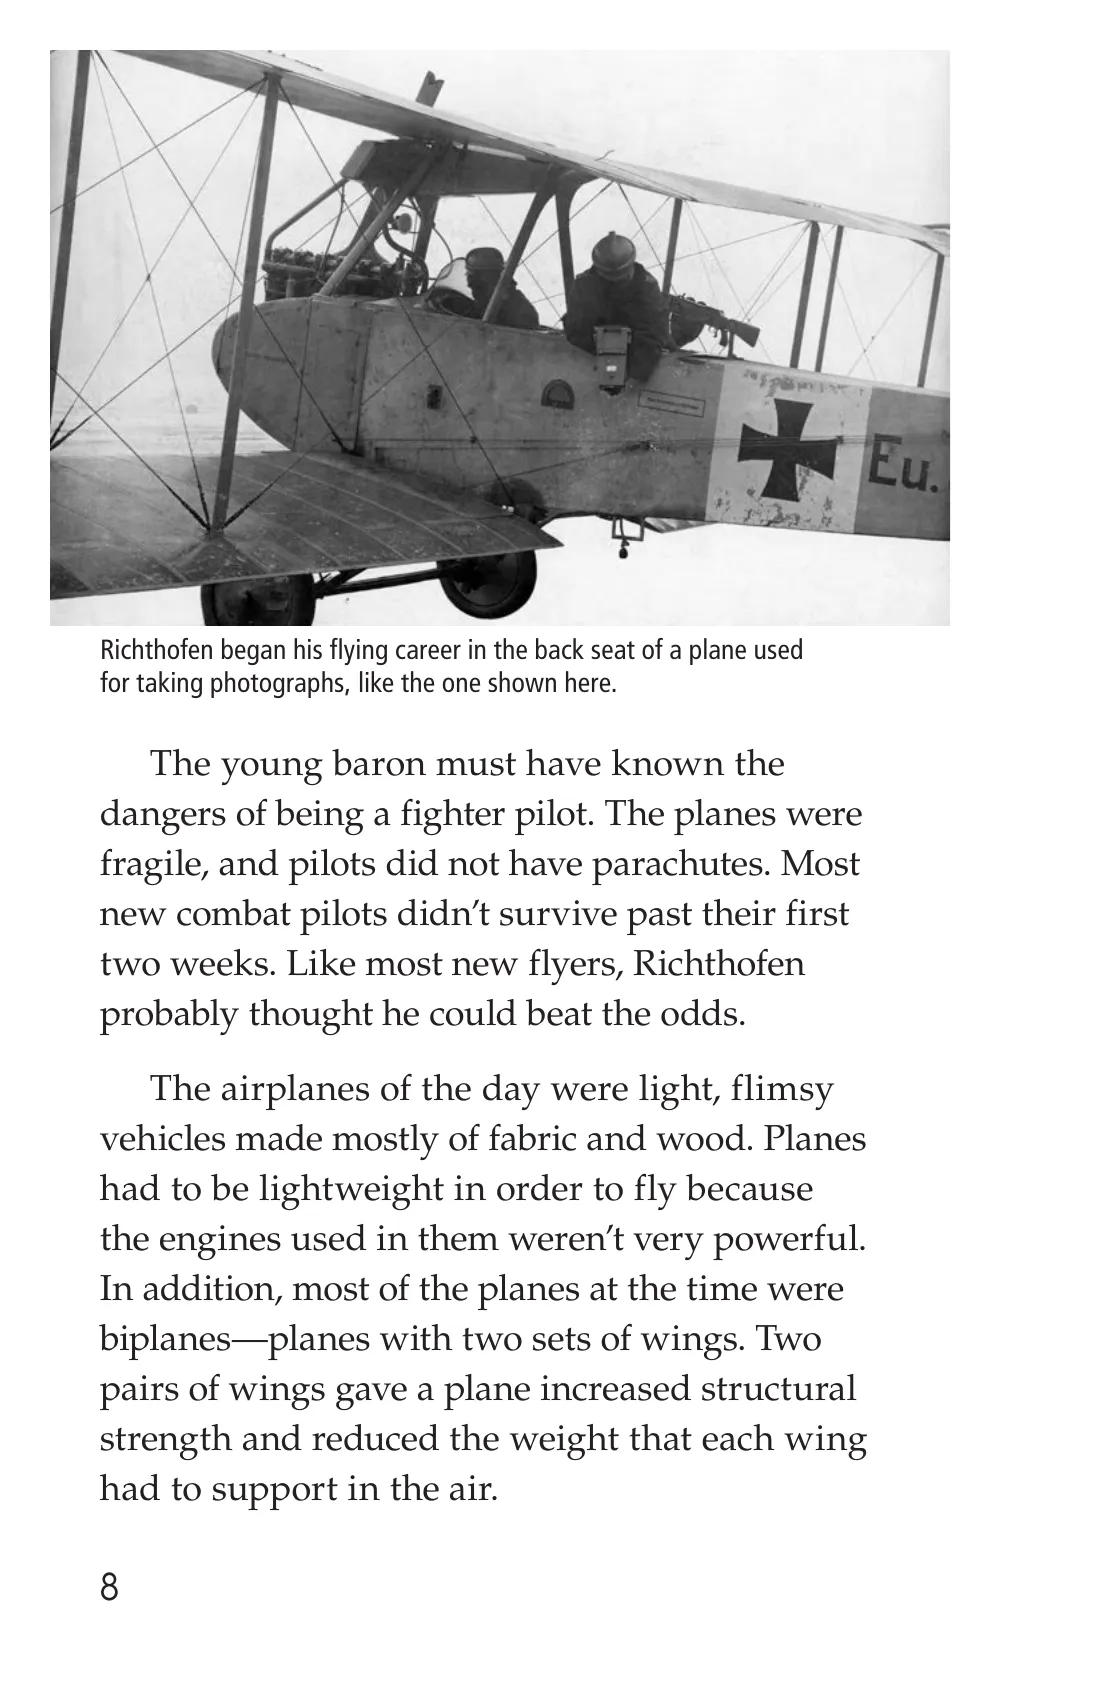 Eu.
Richthofen began his flying career in the back seat of a plane used
for taking photographs, like the one shown here.
The young baron must have known the
dangers of being a fighter pilot. The planes were
fragile, and pilots did not have parachutes. Most
new combat pilots didn’t survive past their first
two weeks. Like most new flyers, Richthofen
probably thought he could beat the odds.
The airplanes of the day were light, flimsy
vehicles made mostly of fabric and wood. Planes
had to be lightweight in order to fly because
the engines used in them weren’t very powerful.
In addition, most of the planes at the time were
biplanes—planes with two sets of wings. Two
pairs of wings gave a plane increased structural
strength and reduced the weight that each wing
had to support in the air.
8